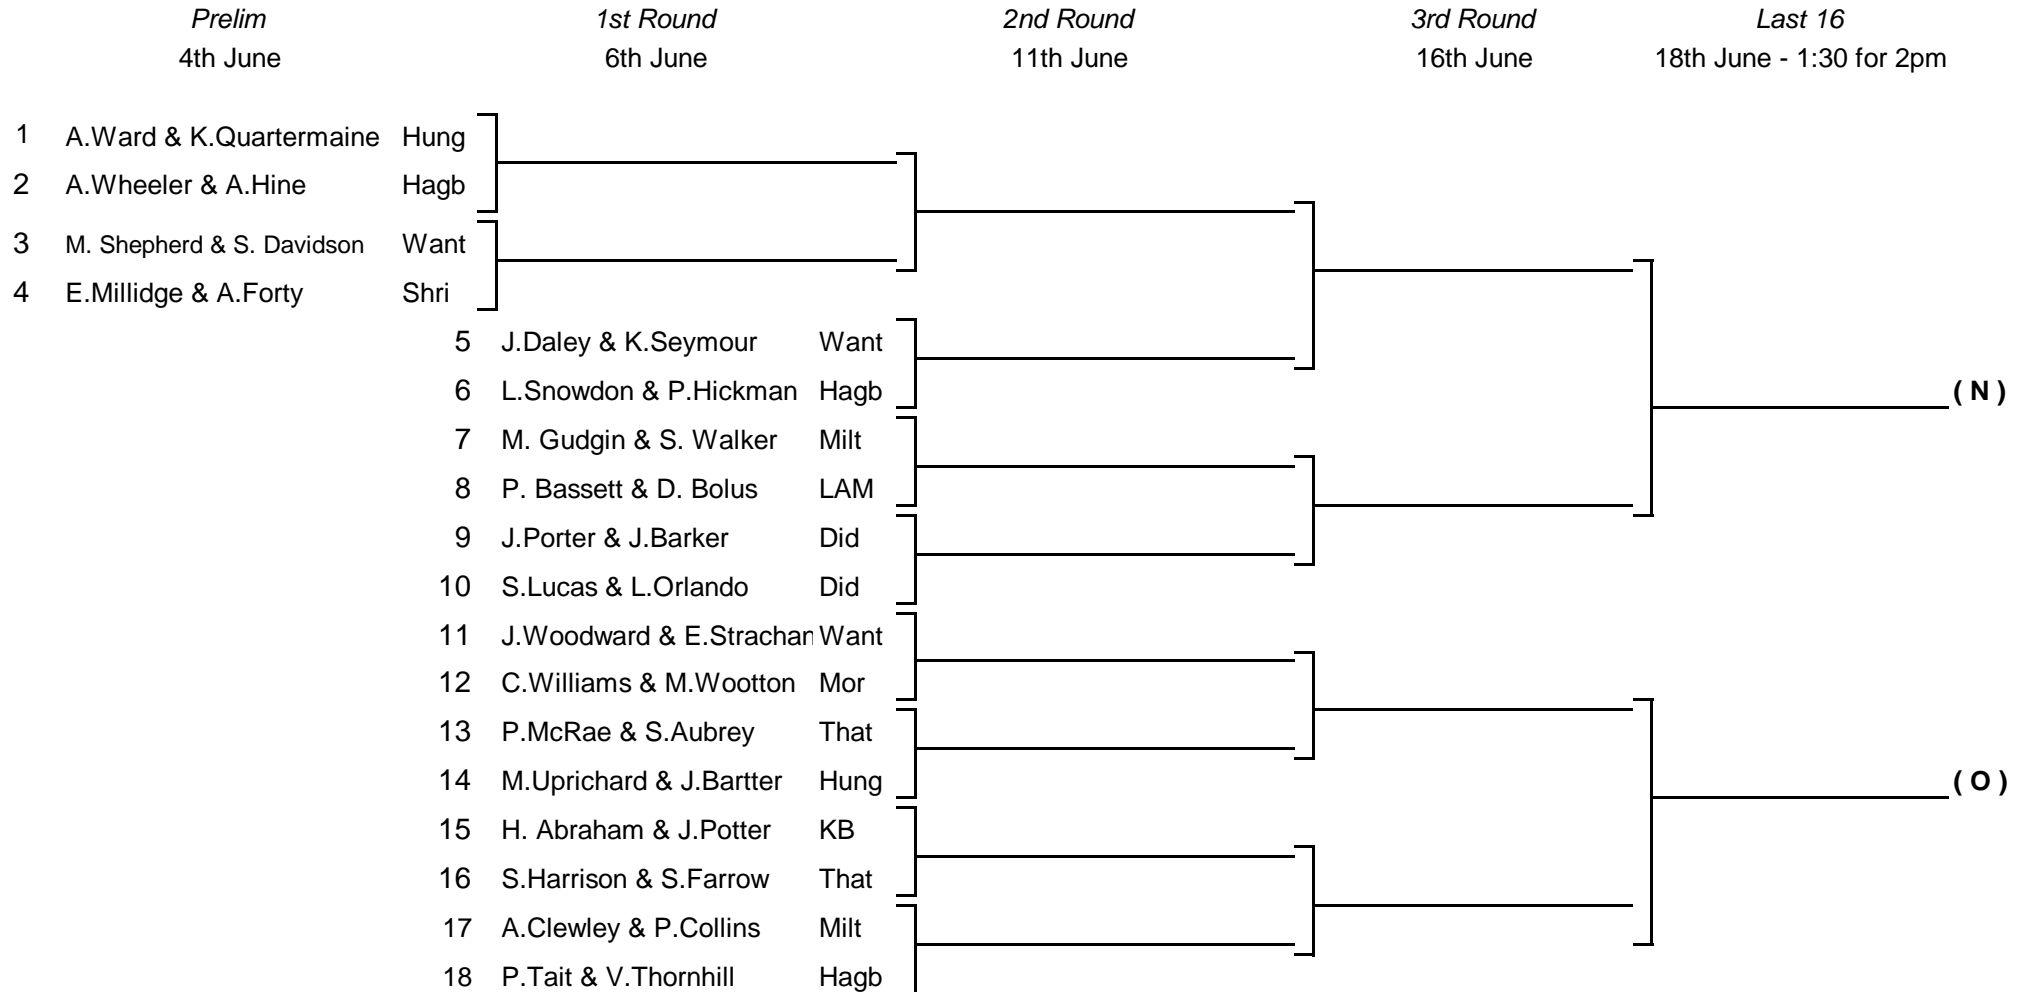 Prelim 1st Round 2nd Round 3rd Round Last 16
4th June 6th June 11th June 16th June 18th June - 1:30 for 2pm
1 A.Ward & K.Quartermaine Hung
2 A.Wheeler & A.Hine Hagb
3 M. Shepherd & S. Davidson Want
4 E.Millidge & A.Forty Shri
5 J.Daley & K.Seymour Want
6 L.Snowdon & P.Hickman Hagb
( N )
7 M. Gudgin & S. Walker Milt
8 P. Bassett & D. Bolus LAM
9 J.Porter & J.Barker Did
10 S.Lucas & L.Orlando Did
11 J.Woodward & E.Strachan Want
12 C.Williams & M.Wootton Mor
13 P.McRae & S.Aubrey That
14 M.Uprichard & J.Bartter Hung
( O )
15 H. Abraham & J.Potter KB
16 S.Harrison & S.Farrow That
17 A.Clewley & P.Collins Milt
18 P.Tait & V.Thornhill Hagb